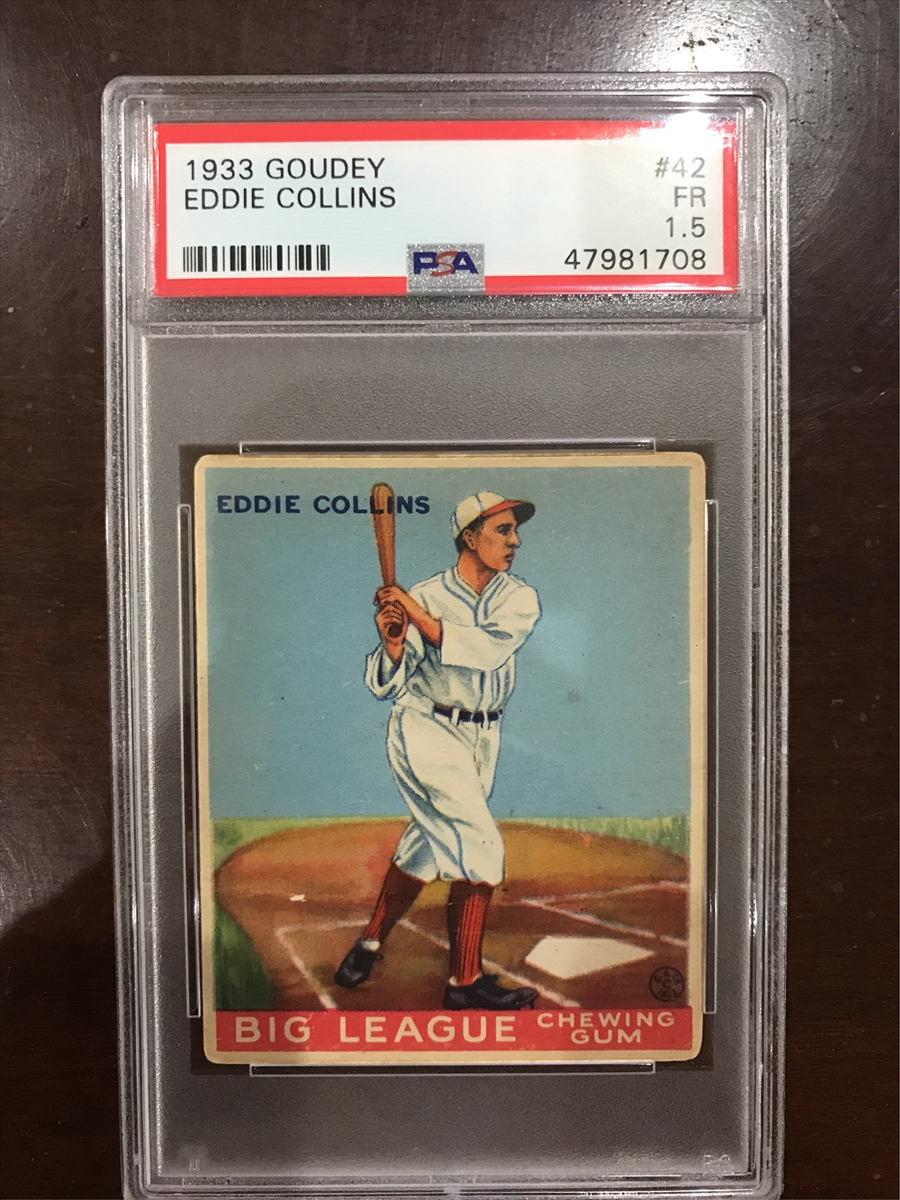 1933 GOUDEY #42
EDDIE COLLINS FR
1.5
PSA 47981708
EDDIE COLLINS
BIG LEAGUE CHEWING
GUM